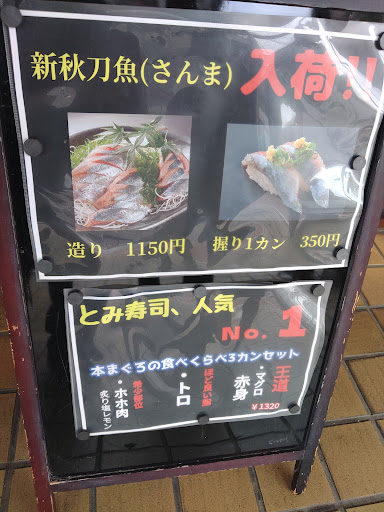 新秋刀魚(さんま)入荷!!
造り 1150円
握り1カン 350円
とみ寿司、人気
No.1
本まぐろの食べくらべ3カンセット
王道
・マグロ
赤身
¥1320
ほど良い脂
・トロ
希少部位
・ホホ肉
炙り塩レモン